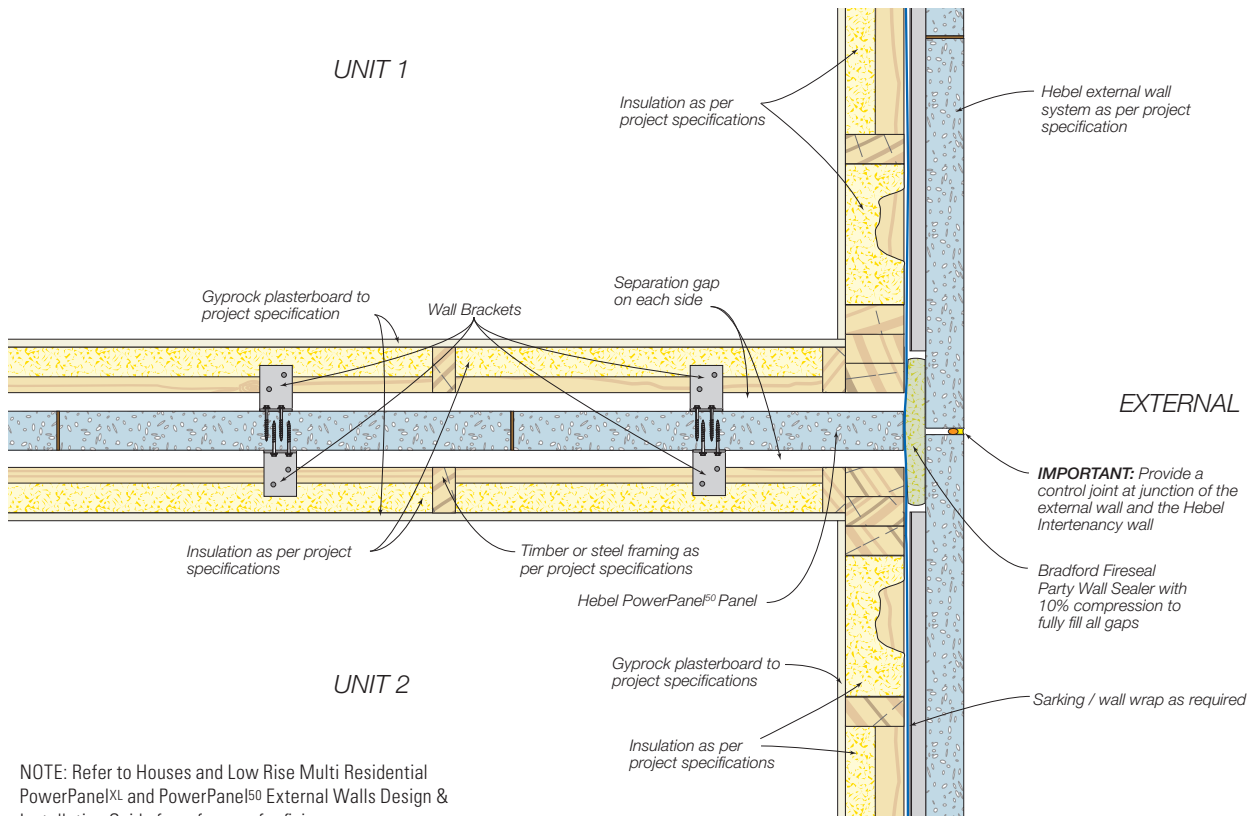 UNIT 1
Insulation as per
project specifications
Hebel external wall
system as per project
specification
Gyprock plasterboard to
project specification
Wall Brackets
Separation gap
on each side
EXTERNAL
IMPORTANT: Provide a
control joint at junction of the
external wall and the Hebel
Intertenancy wall
Insulation as per project
specifications
Timber or steel framing as
per project specifications
Hebel PowerPanel⁵⁰ Panel
Bradford Fireseal
Party Wall Sealer with
10% compression to
fully fill all gaps
UNIT 2
Gyprock plasterboard to
project specifications
Sarking / wall wrap as required
Insulation as per
project specifications
NOTE: Refer to Houses and Low Rise Multi Residential
PowerPanelXL and PowerPanel⁵⁰ External Walls Design &